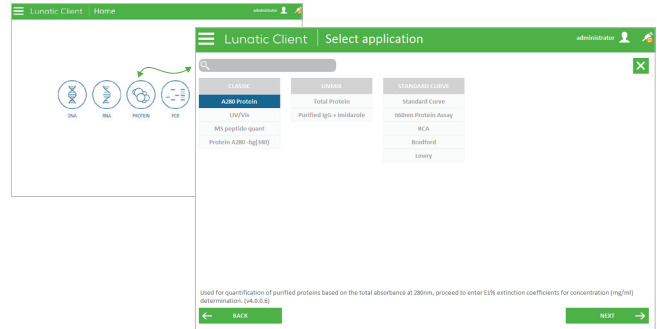 Lunatic Client Home administrator
DNA RNA PROTEIN PCR
Lunatic Client Select application administrator
CLASSIC UNMIX STANDARD CURVE
A280 Protein Total Protein Standard Curve
UV/Vis Purified IgG + Imidazole 660nm Protein Assay
MS peptide quant BCA
Protein A280 -bg(340) Bradford
Lowry
Used for quantification of purified proteins based on the total absorbance at 280nm, proceed to enter E1% extinction coefficients for concentration (mg/ml)
determination. (v4.0.0.6)
BACK NEXT